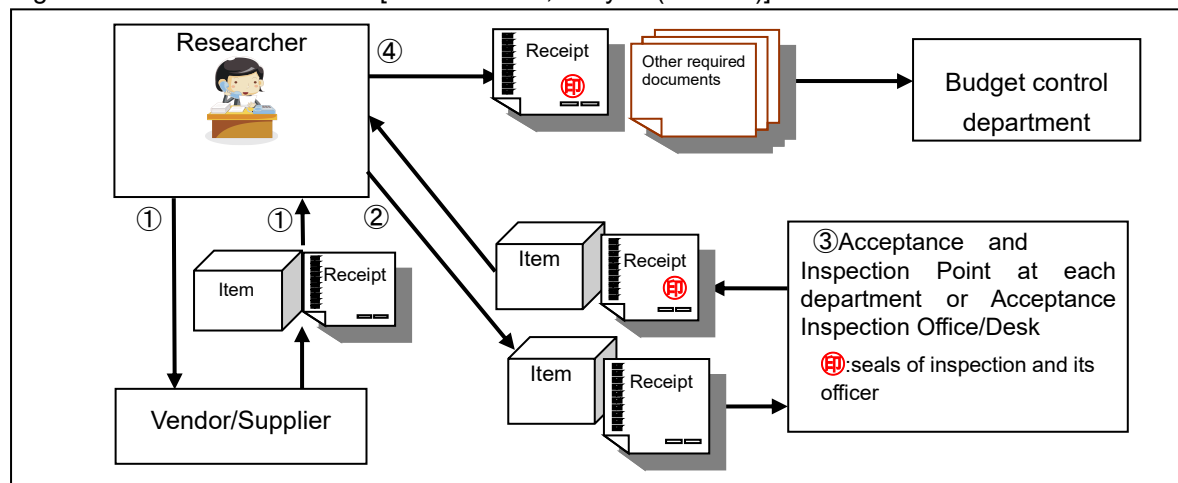 Researcher
④
Receipt
印
Other required
documents
Budget control
department
①
①
②
Item
Receipt
Item
Receipt
印
③Acceptance and
Inspection Point at each
department or Acceptance
Inspection Office/Desk
印:seals of inspection and its
officer
Item
Receipt
Vendor/Supplier